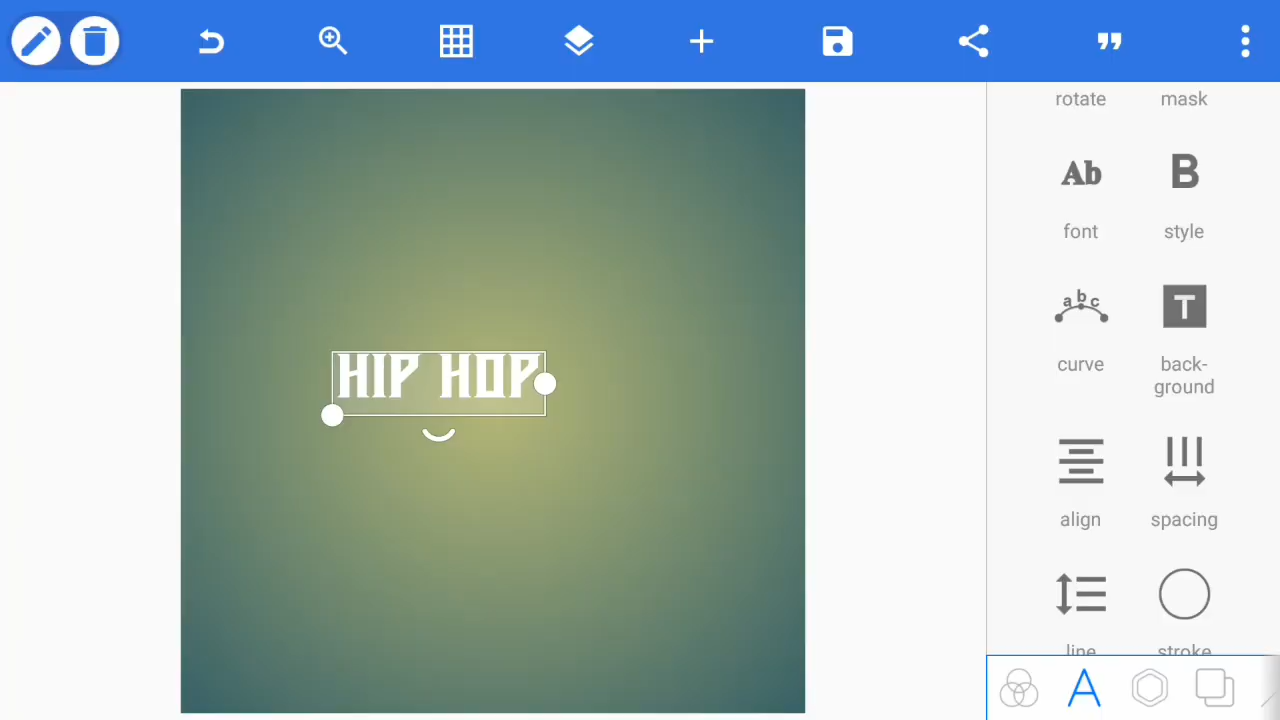 rotate mask
Ab B
font style
abc T
curve back-
ground
HIP HOP
align spacing
line stroke
A